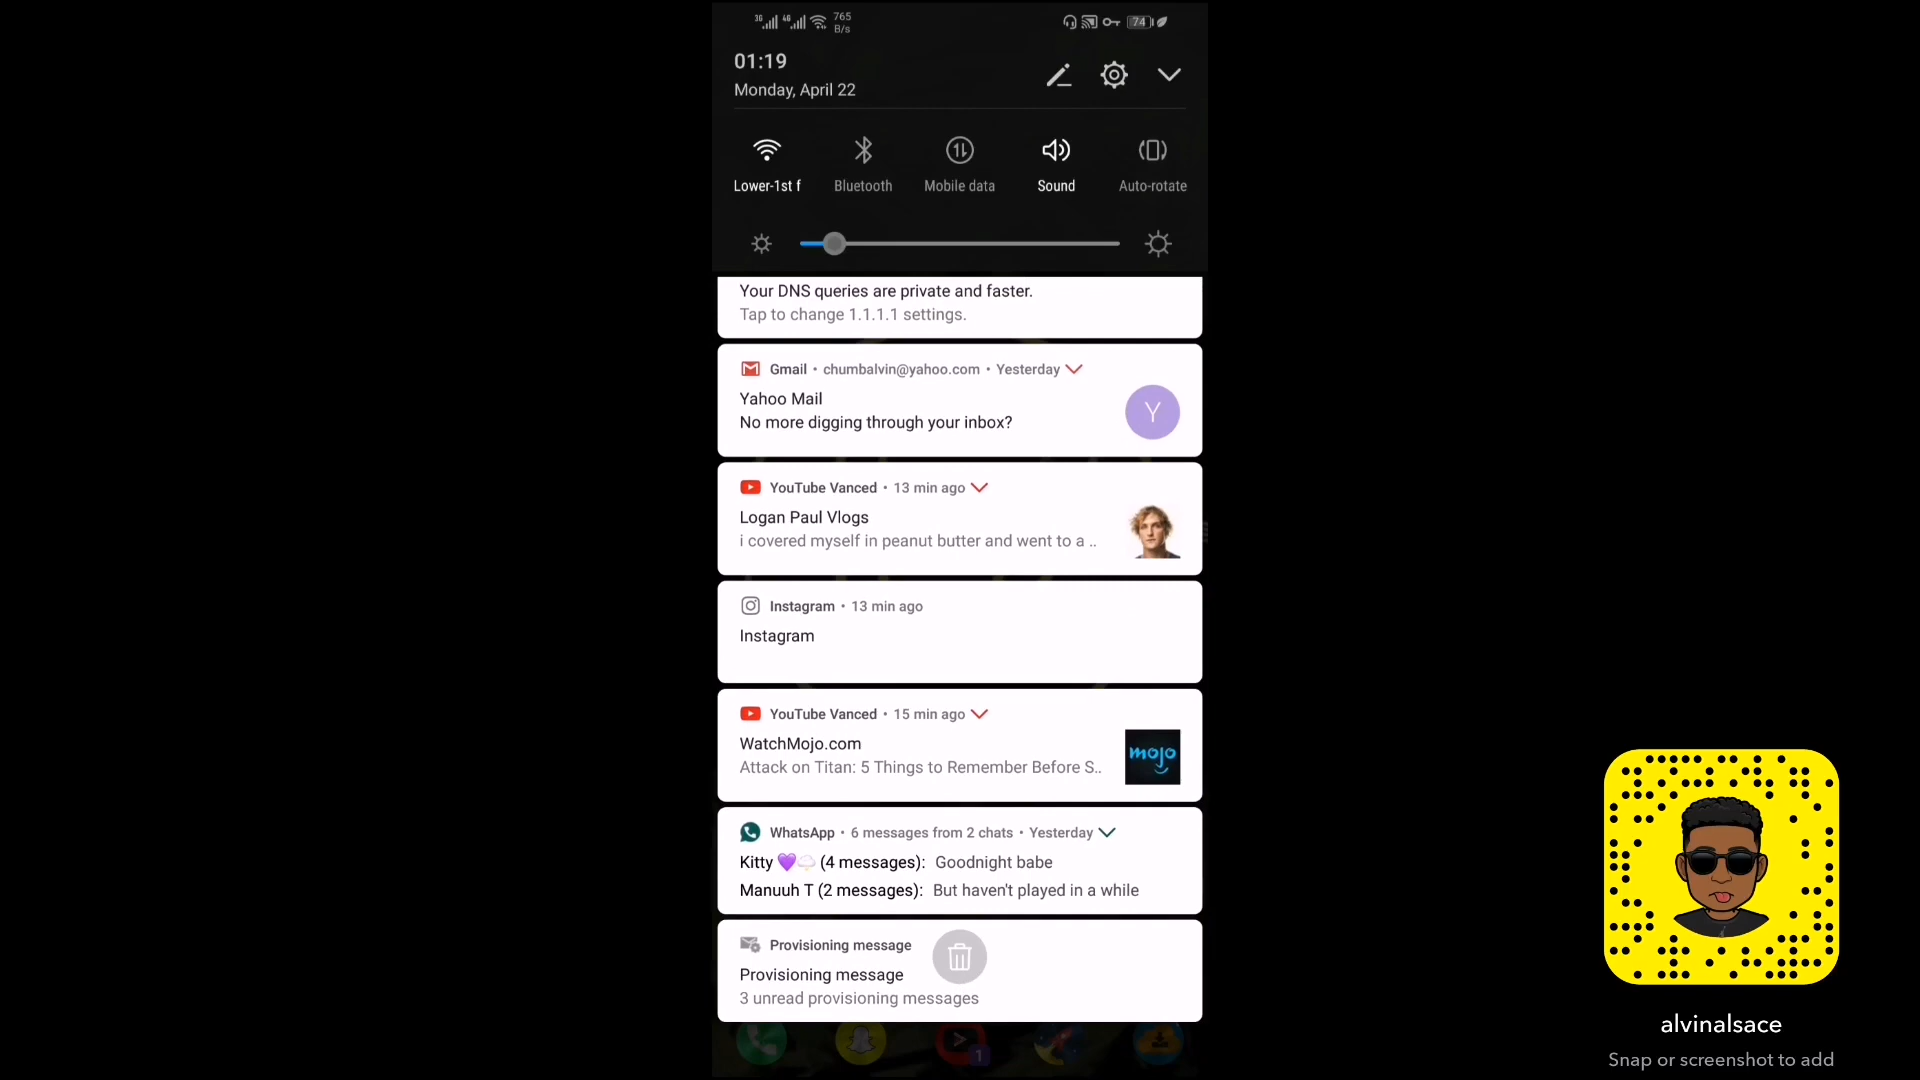 3G 4G 765 B/s 74
01:19
Monday, April 22
Lower-1st f Bluetooth Mobile data Sound Auto-rotate
Your DNS queries are private and faster.
Tap to change 1.1.1.1 settings.
Gmail • chumbalvin@yahoo.com • Yesterday
Yahoo Mail
No more digging through your inbox?
Y
YouTube Vanced • 13 min ago
Logan Paul Vlogs
i covered myself in peanut butter and went to a ..
Instagram • 13 min ago
Instagram
YouTube Vanced • 15 min ago
WatchMojo.com
Attack on Titan: 5 Things to Remember Before S..
mojo
WhatsApp • 6 messages from 2 chats • Yesterday
Kitty 💜🌩️ (4 messages): Goodnight babe
Manuuh T (2 messages): But haven't played in a while
Provisioning message
Provisioning message
3 unread provisioning messages
1
alvinalsace
Snap or screenshot to add